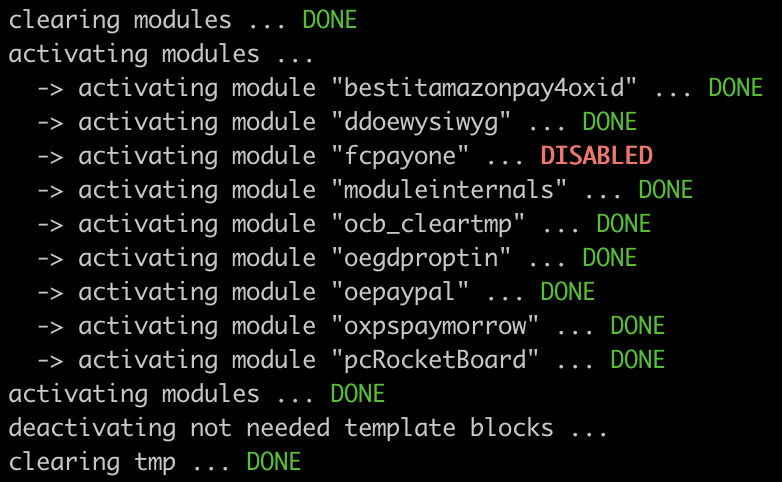 clearing modules ... DONE
activating modules ...
  -> activating module "bestitamazonpay4oxid" ... DONE
  -> activating module "ddoewysiwyg" ... DONE
  -> activating module "fcpayone" ... DISABLED
  -> activating module "moduleinternals" ... DONE
  -> activating module "ocb_cleartmp" ... DONE
  -> activating module "oegdproptin" ... DONE
  -> activating module "oepaypal" ... DONE
  -> activating module "oxpspaymorrow" ... DONE
  -> activating module "pcRocketBoard" ... DONE
activating modules ... DONE
deactivating not needed template blocks ...
clearing tmp ... DONE